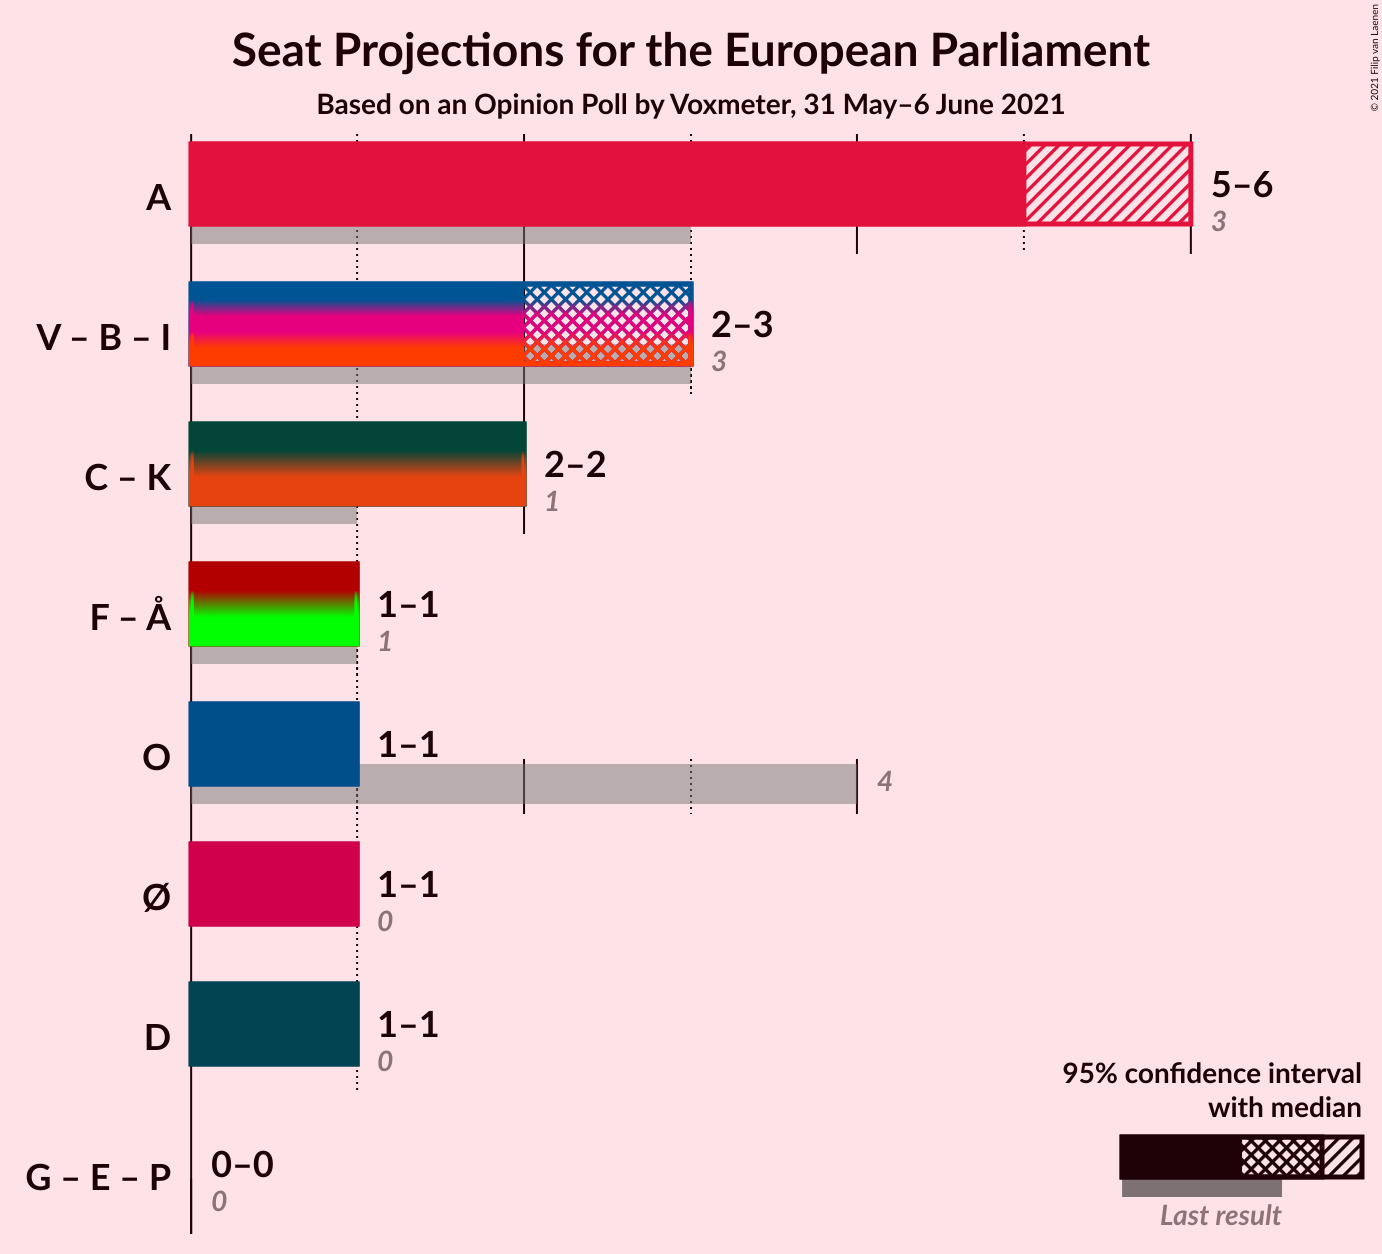 Seat Projections for the European Parliament
Based on an Opinion Poll by Voxmeter, 31 May–6 June 2021
© 2021 Filip van Laenen
A
5–6
3
V – B – I
2–3
3
C – K
2–2
1
F – Å
1–1
1
O
1–1
4
Ø
1–1
0
D
1–1
0
G – E – P
0–0
0
95% confidence interval
with median
Last result